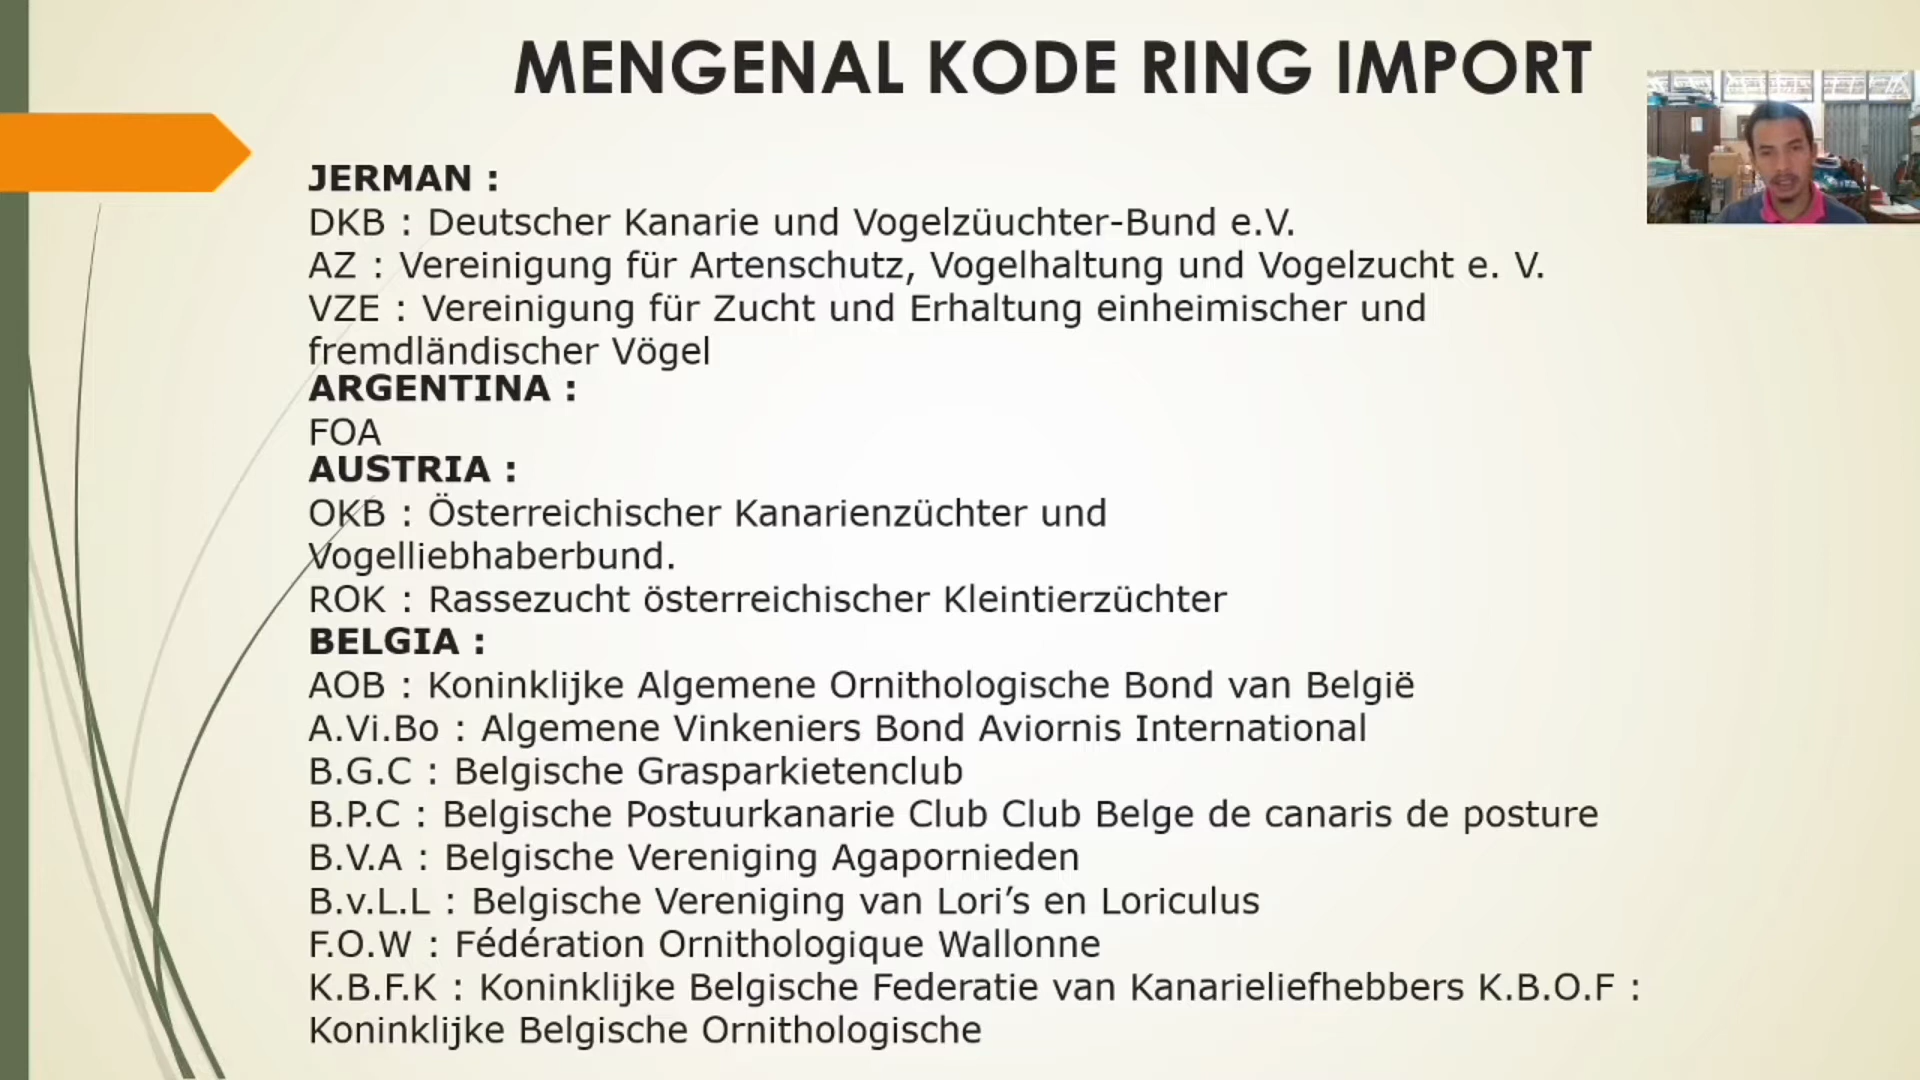 MENGENAL KODE RING IMPORT
JERMAN :
DKB : Deutscher Kanarie und Vogelzüuchter-Bund e.V.
AZ : Vereinigung für Artenschutz, Vogelhaltung und Vogelzucht e. V.
VZE : Vereinigung für Zucht und Erhaltung einheimischer und
fremdländischer Vögel
ARGENTINA :
FOA
AUSTRIA :
OKB : Österreichischer Kanarienzüchter und
Vogelliebhaberbund.
ROK : Rassezucht österreichischer Kleintierzüchter
BELGIA :
AOB : Koninklijke Algemene Ornithologische Bond van België
A.Vi.Bo : Algemene Vinkeniers Bond Aviornis International
B.G.C : Belgische Grasparkietenclub
B.P.C : Belgische Postuurkanarie Club Club Belge de canaris de posture
B.V.A : Belgische Vereniging Agapornieden
B.v.L.L : Belgische Vereniging van Lori’s en Loriculus
F.O.W : Fédération Ornithologique Wallonne
K.B.F.K : Koninklijke Belgische Federatie van Kanarieliefhebbers K.B.O.F :
Koninklijke Belgische Ornithologische